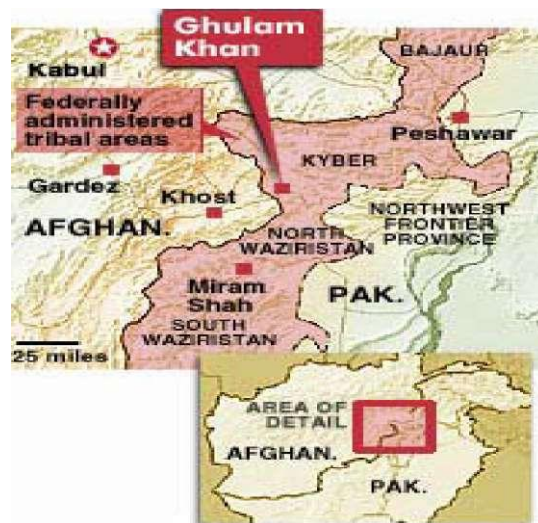 Ghulam
Khan
BAJAUR
Kabul
Federally
administered
tribal areas
Peshawar
KYBER
Gardez
Khost
NORTHWEST
FRONTIER
PROVINCE
AFGHAN.
NORTH
WAZIRISTAN
Miram
Shah
PAK.
SOUTH
WAZIRISTAN
25 miles
AREA OF
DETAIL
AFGHAN.
PAK.